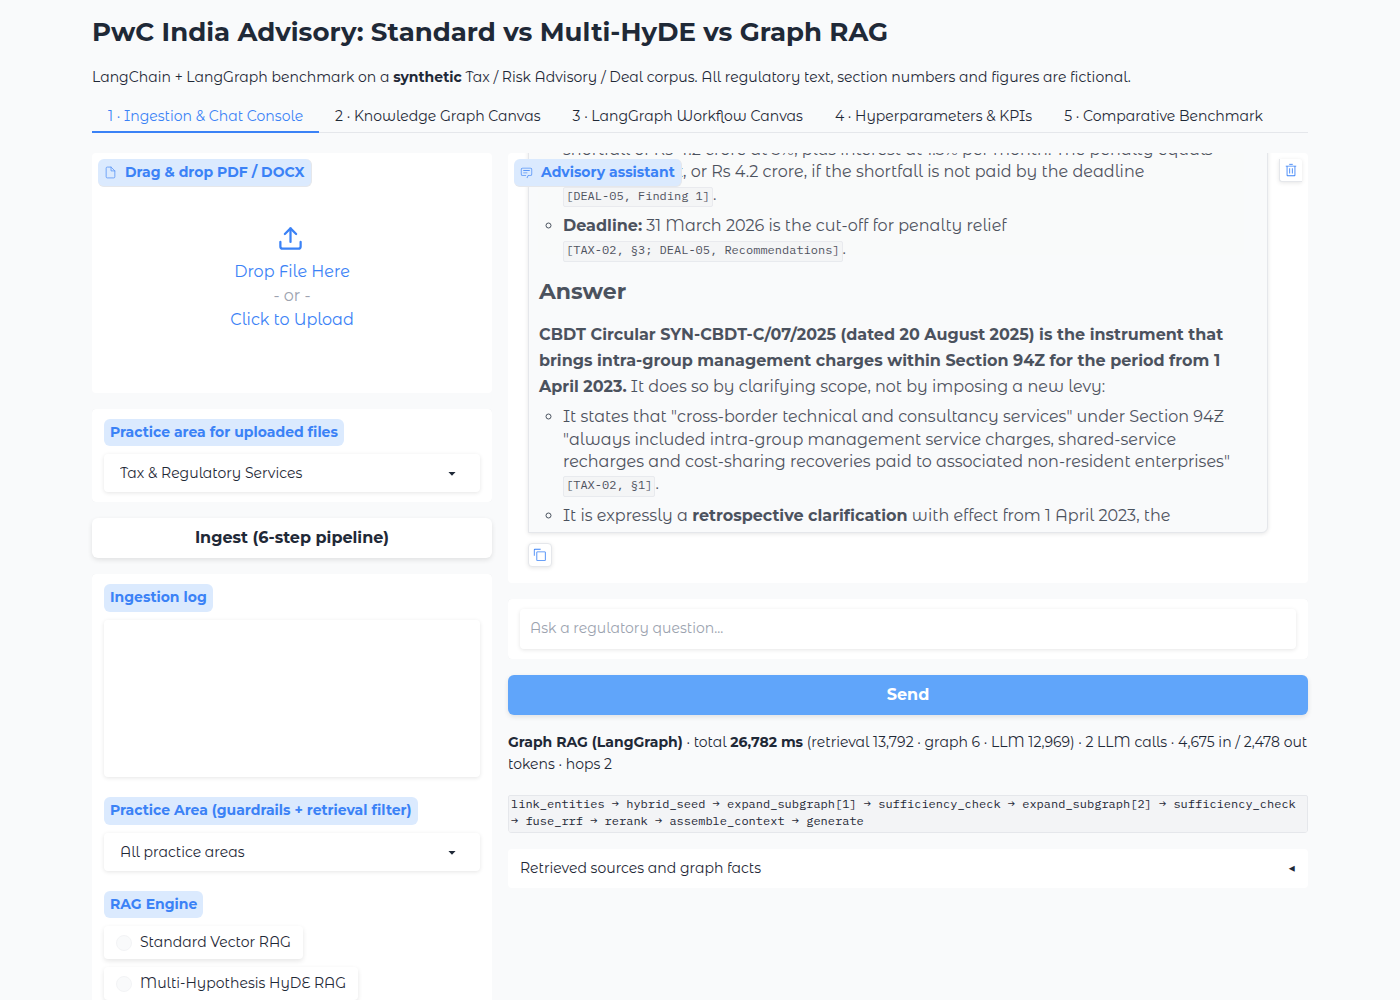 PwC India Advisory: Standard vs Multi-HyDE vs Graph RAG
LangChain + LangGraph benchmark on a synthetic Tax / Risk Advisory / Deal corpus. All regulatory text, section numbers and figures are fictional.
1 · Ingestion & Chat Console
2 · Knowledge Graph Canvas
3 · LangGraph Workflow Canvas
4 · Hyperparameters & KPIs
5 · Comparative Benchmark
Drag & drop PDF / DOCX
Drop File Here
- or -
Click to Upload
Practice area for uploaded files
Tax & Regulatory Services
Ingest (6-step pipeline)
Ingestion log
Practice Area (guardrails + retrieval filter)
All practice areas
RAG Engine
Standard Vector RAG
Multi-Hypothesis HyDE RAG
Advisory assistant
, or Rs 4.2 crore, if the shortfall is not paid by the deadline
[DEAL-05, Finding 1].
Deadline: 31 March 2026 is the cut-off for penalty relief
[TAX-02, §3; DEAL-05, Recommendations].
Answer
CBDT Circular SYN-CBDT-C/07/2025 (dated 20 August 2025) is the instrument that
brings intra-group management charges within Section 94Z for the period from 1
April 2023. It does so by clarifying scope, not by imposing a new levy:
It states that "cross-border technical and consultancy services" under Section 94Z
"always included intra-group management service charges, shared-service
recharges and cost-sharing recoveries paid to associated non-resident enterprises"
[TAX-02, §1].
It is expressly a retrospective clarification with effect from 1 April 2023, the
Ask a regulatory question...
Send
Graph RAG (LangGraph) · total 26,782 ms (retrieval 13,792 · graph 6 · LLM 12,969) · 2 LLM calls · 4,675 in / 2,478 out
tokens · hops 2
link_entities → hybrid_seed → expand_subgraph[1] → sufficiency_check → expand_subgraph[2] → sufficiency_check
→ fuse_rrf → rerank → assemble_context → generate
Retrieved sources and graph facts